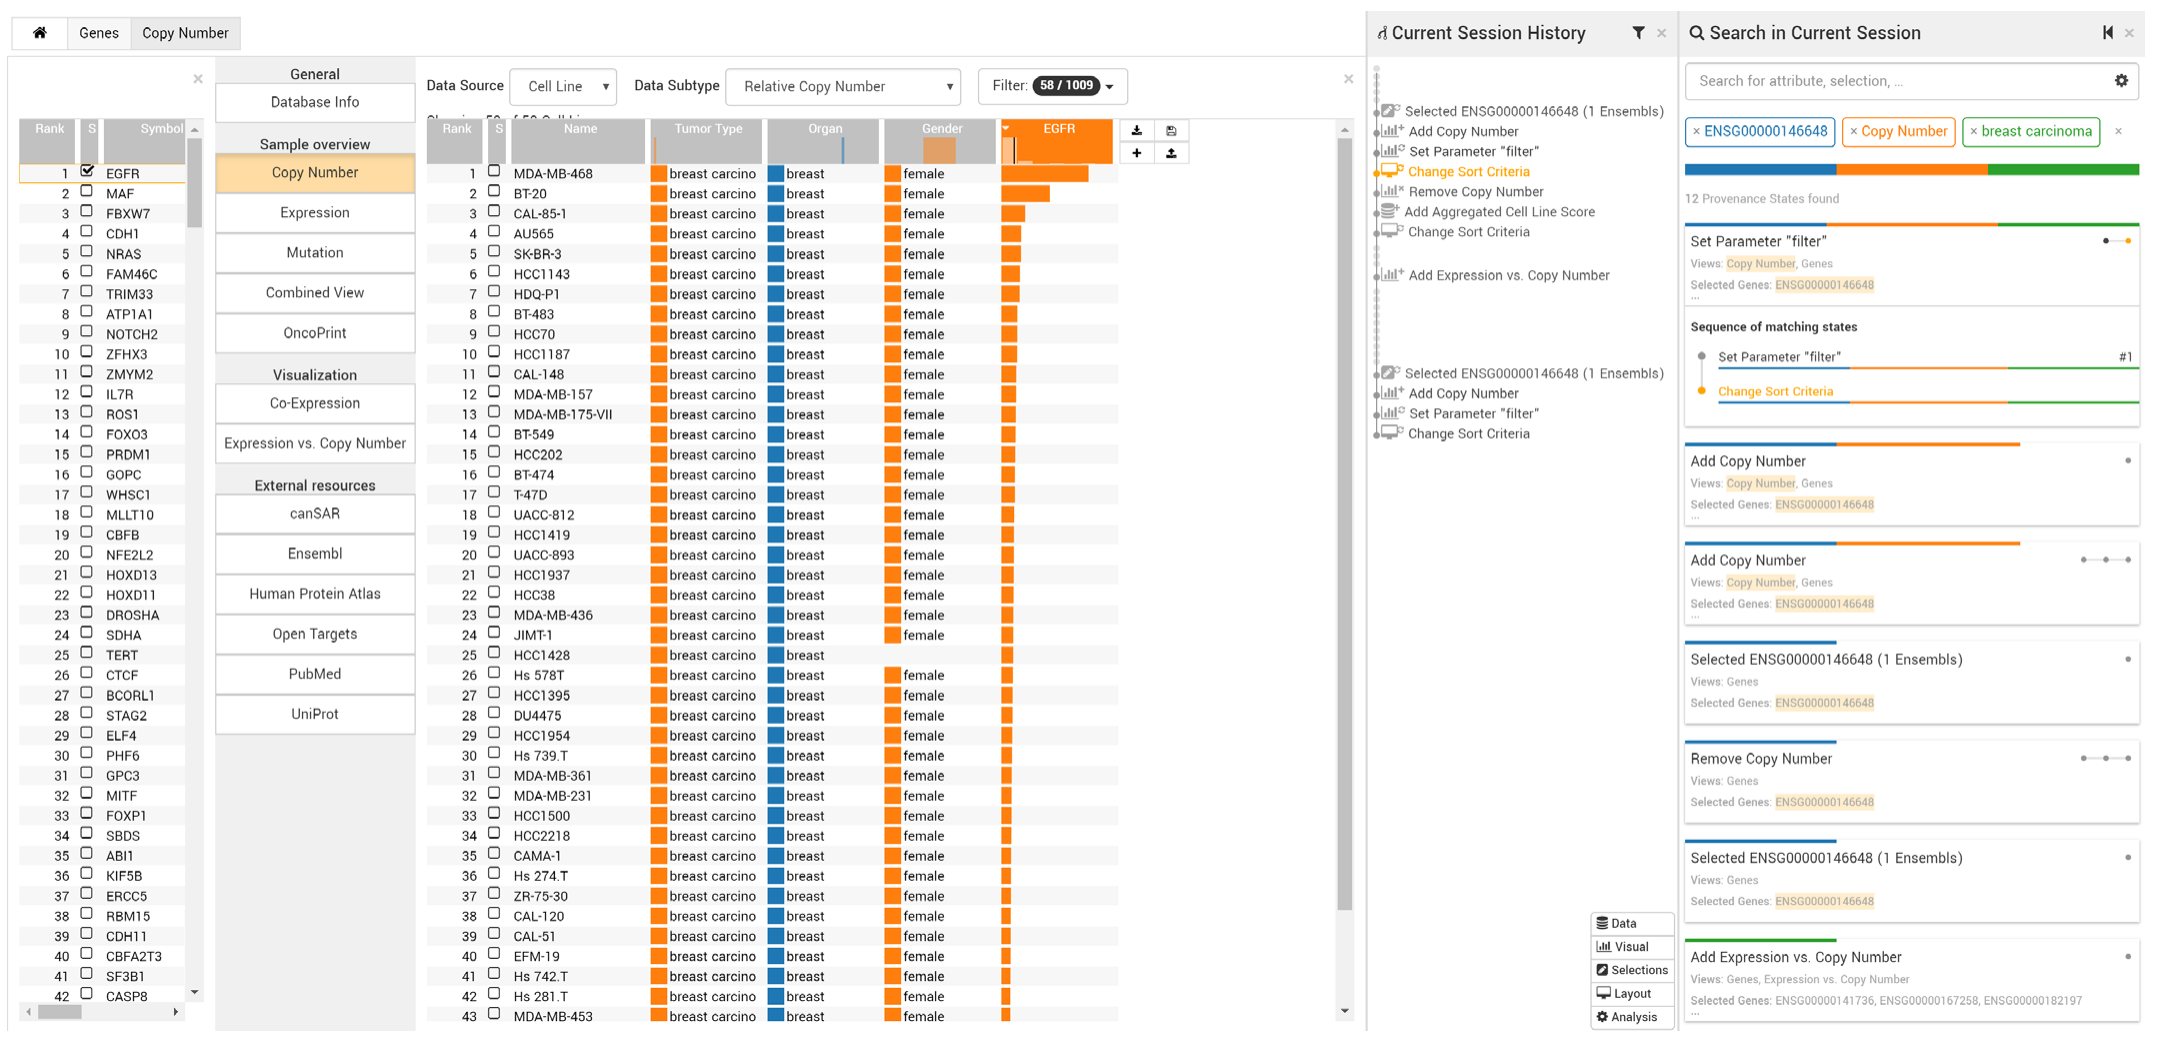 Genes
Copy Number
Rank S Symbol
1 EGFR
2 MAF
3 FBXW7
4 CDH1
5 NRAS
6 FAM46C
7 TRIM33
8 ATP1A1
9 NOTCH2
10 ZFHX3
11 ZMYM2
12 IL7R
13 ROS1
14 FOXO3
15 PRDM1
16 GOPC
17 WHSC1
18 MLLT10
19 CBFB
20 NFE2L2
21 HOXD13
22 HOXD11
23 DROSHA
24 SDHA
25 TERT
26 CTCF
27 BCORL1
28 STAG2
29 ELF4
30 PHF6
31 GPC3
32 MITF
33 FOXP1
34 SBDS
35 ABI1
36 KIF5B
37 ERCC5
38 RBM15
39 CDH11
40 CBFA2T3
41 SF3B1
42 CASP8
General
Database Info
Sample overview
Copy Number
Expression
Mutation
Combined View
OncoPrint
Visualization
Co-Expression
Expression vs. Copy Number
External resources
canSAR
Ensembl
Human Protein Atlas
Open Targets
PubMed
UniProt
Data Source Cell Line Data Subtype Relative Copy Number Filter: 58 / 1009
Rank S Name Tumor Type Organ Gender EGFR
1 MDA-MB-468 breast carcino breast female
2 BT-20 breast carcino breast female
3 CAL-85-1 breast carcino breast female
4 AU565 breast carcino breast female
5 SK-BR-3 breast carcino breast female
6 HCC1143 breast carcino breast female
7 HDQ-P1 breast carcino breast female
8 BT-483 breast carcino breast female
9 HCC70 breast carcino breast female
10 HCC1187 breast carcino breast female
11 CAL-148 breast carcino breast female
12 MDA-MB-157 breast carcino breast female
13 MDA-MB-175-VII breast carcino breast female
14 BT-549 breast carcino breast female
15 HCC202 breast carcino breast female
16 BT-474 breast carcino breast female
17 T-47D breast carcino breast female
18 UACC-812 breast carcino breast female
19 HCC1419 breast carcino breast female
20 UACC-893 breast carcino breast female
21 HCC1937 breast carcino breast female
22 HCC38 breast carcino breast female
23 MDA-MB-436 breast carcino breast female
24 JIMT-1 breast carcino breast female
25 HCC1428 breast carcino breast
26 Hs 578T breast carcino breast female
27 HCC1395 breast carcino breast female
28 DU4475 breast carcino breast female
29 HCC1954 breast carcino breast female
30 Hs 739.T breast carcino breast female
31 MDA-MB-361 breast carcino breast female
32 MDA-MB-231 breast carcino breast female
33 HCC1500 breast carcino breast female
34 HCC2218 breast carcino breast female
35 CAMA-1 breast carcino breast female
36 Hs 274.T breast carcino breast female
37 ZR-75-30 breast carcino breast female
38 CAL-120 breast carcino breast female
39 CAL-51 breast carcino breast female
40 EFM-19 breast carcino breast female
41 Hs 742.T breast carcino breast female
42 Hs 281.T breast carcino breast female
43 MDA-MB-453 breast carcino breast female
Current Session History
Selected ENSG00000146648 (1 Ensembls)
Add Copy Number
Set Parameter "filter"
Change Sort Criteria
Remove Copy Number
Add Aggregated Cell Line Score
Change Sort Criteria
Add Expression vs. Copy Number
Selected ENSG00000146648 (1 Ensembls)
Add Copy Number
Set Parameter "filter"
Change Sort Criteria
Data
Visual
Selections
Layout
Analysis
Search in Current Session
Search for attribute, selection, ...
× ENSG00000146648 × Copy Number × breast carcinoma ×
12 Provenance States found
Set Parameter "filter"
Views: Copy Number, Genes
Selected Genes: ENSG00000146648
...
Sequence of matching states
Set Parameter "filter" #1
Change Sort Criteria
Add Copy Number
Views: Copy Number, Genes
Selected Genes: ENSG00000146648
...
Add Copy Number
Views: Copy Number, Genes
Selected Genes: ENSG00000146648
...
Selected ENSG00000146648 (1 Ensembls)
Views: Genes
Selected Genes: ENSG00000146648
Remove Copy Number
Views: Genes
Selected Genes: ENSG00000146648
Selected ENSG00000146648 (1 Ensembls)
Views: Genes
Selected Genes: ENSG00000146648
Add Expression vs. Copy Number
Views: Genes, Expression vs. Copy Number
Selected Genes: ENSG00000141736, ENSG00000167258, ENSG00000182197
...